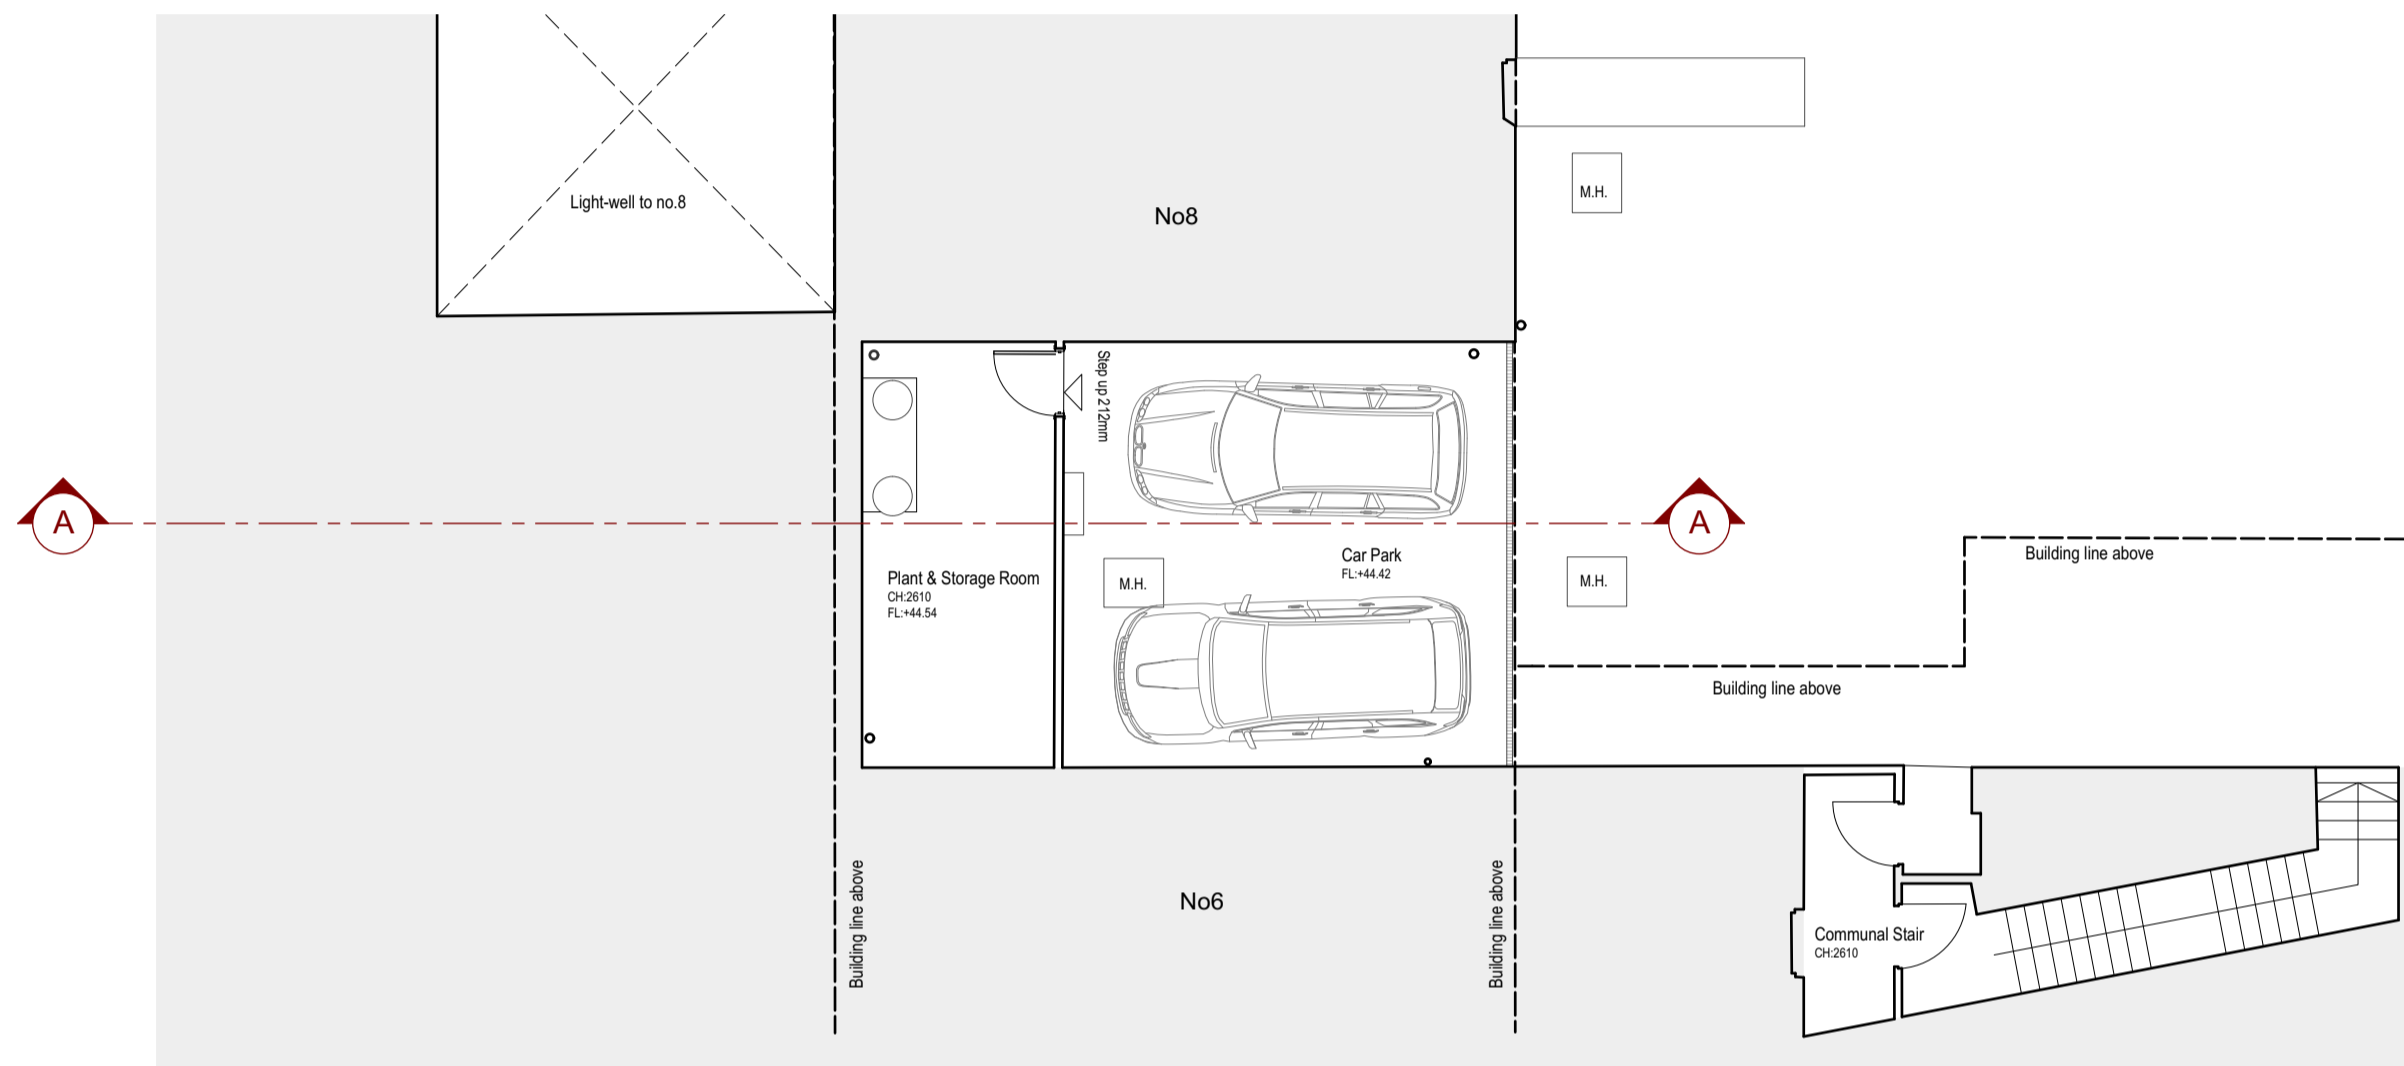 Light-well to no.8
No8
M.H.
Step up 212mm
A
A
Building line above
Car Park
FL:+44.42
Plant & Storage Room
CH:2610
FL:+44.54
M.H.
M.H.
Building line above
Building line above
Building line above
No6
Communal Stair
CH:2610